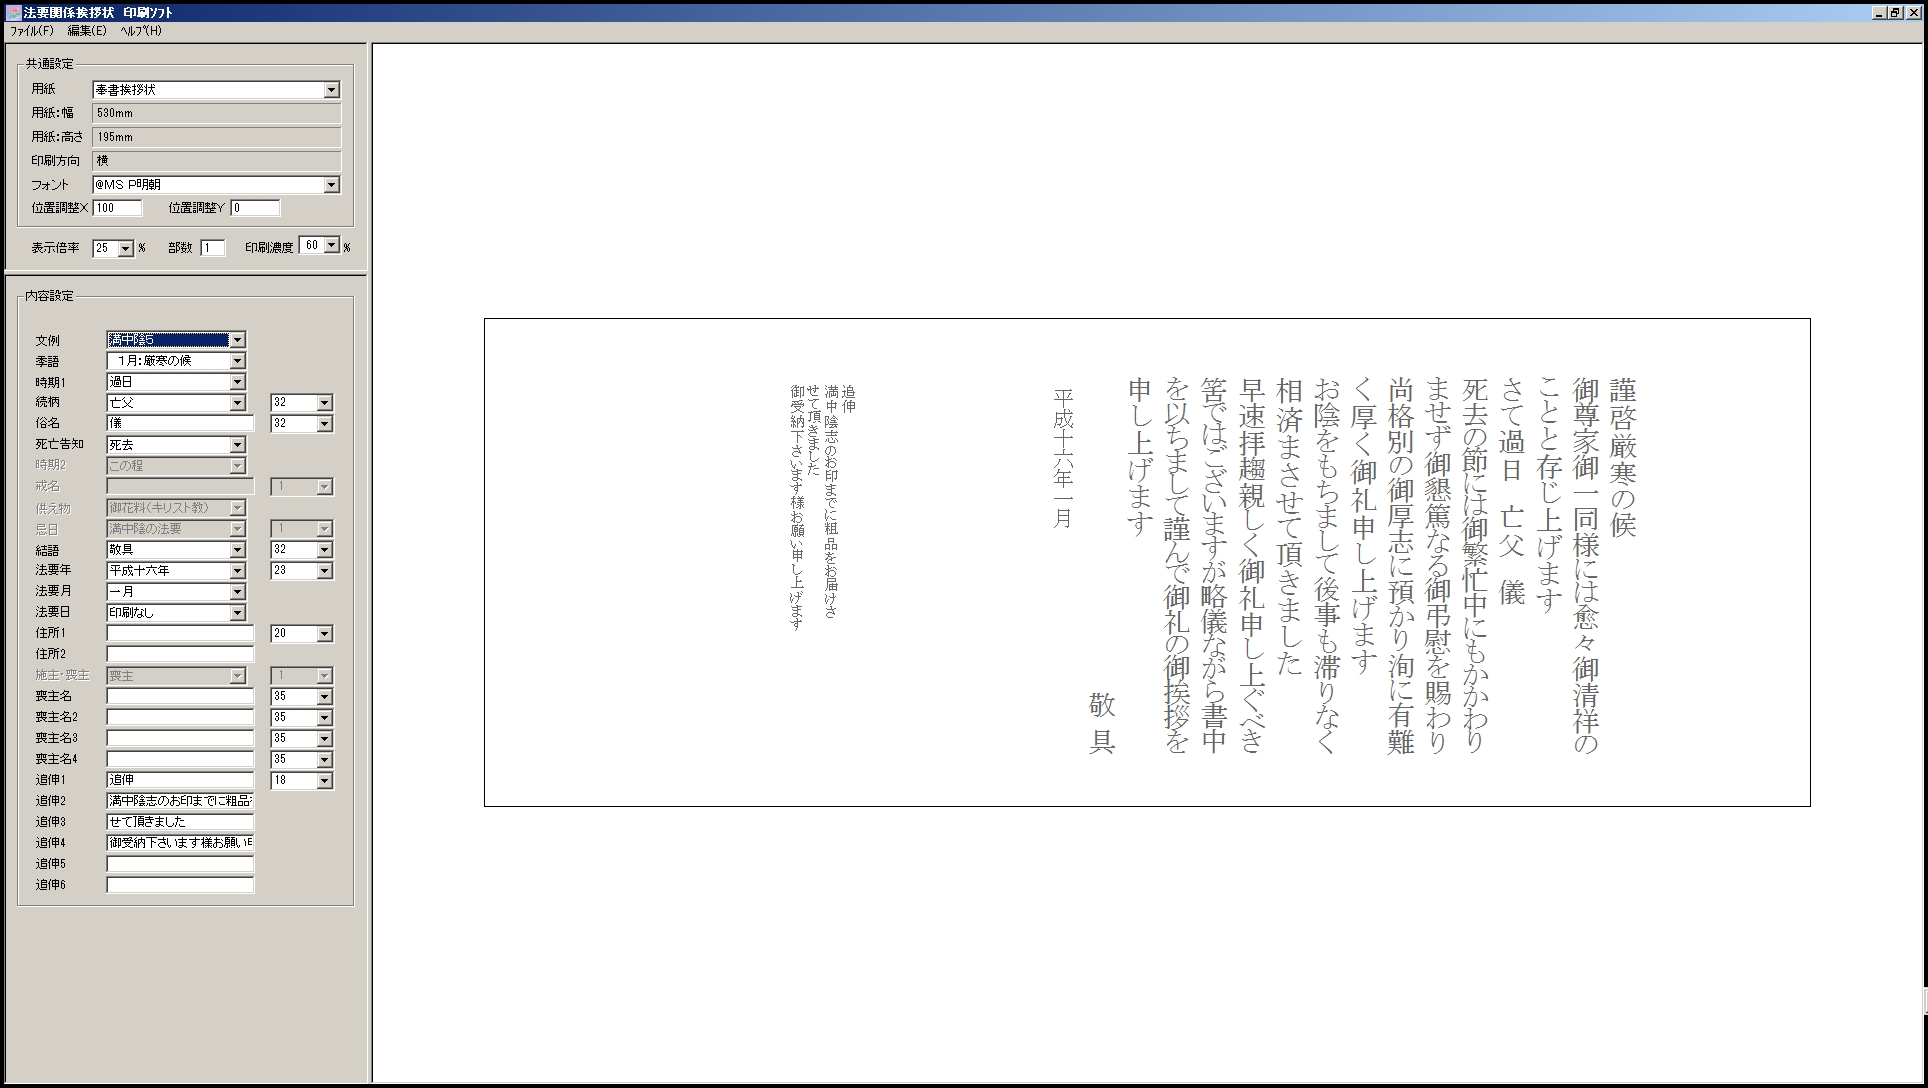 法要関係挨拶状 印刷ソフト
ファイル(F) 編集(E) ヘルプ(H)
共通設定
用紙 奉書挨拶状
用紙:幅 530mm
用紙:高さ 195mm
印刷方向 横
フォント @MS P明朝
位置調整X 100 位置調整Y 0
表示倍率 25 % 部数 1 印刷濃度 60 %
内容設定
文例 満中陰5
季語 1月:厳寒の候
時期1 過日
続柄 亡父 32
俗名 儀 32
死亡告知 死去
時期2 この程
戒名 1
供え物 御花料(キリスト教)
忌日 満中陰の法要 1
結語 敬具 32
法要年 平成十六年 23
法要月 一月
法要日 印刷なし
住所1 20
住所2
施主・喪主 喪主 1
喪主名 35
喪主名2 35
喪主名3 35
喪主名4 35
追伸1 追伸 18
追伸2 満中陰志のお印までに粗品
追伸3 せて頂きました
追伸4 御受納下さいます様お願い
追伸5
追伸6
謹啓厳寒の候
御尊家御一同様には愈々御清祥の
ことと存じ上げます
さて過日 亡父 儀
死去の節には御繁忙中にもかかわり
ませず御懇篤なる御弔慰を賜わり
尚格別の御厚志に預かり洵に有難
く厚く御礼申し上げます
お陰をもちまして後事も滞りなく
相済まさせて頂きました
早速拝趨親しく御礼申し上ぐべき
筈ではございますが略儀ながら書中
を以ちまして謹んで御礼の御挨拶を
申し上げます
敬具
平成十六年一月
追伸
満中陰志のお印までに粗品をお届けさ
せて頂きました
御受納下さいます様お願い申し上げます